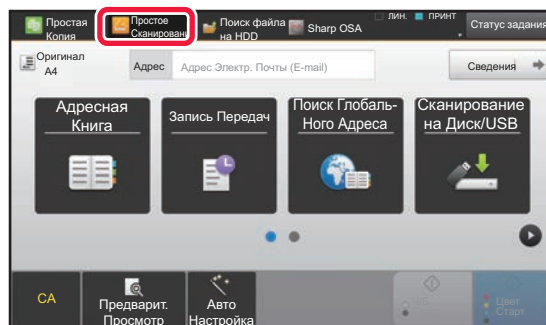 Простая
Копия
Простое
Сканирование
Поиск файла
на HDD
Sharp OSA
ЛИН.
ПРИНТ
Статус задания
Оригинал
A4
Адрес
Адрес Электр. Почты (E-mail)
Сведения
Адресная
Книга
Запись Передач
Поиск Глобаль-
Ного Адреса
Сканирование
на Диск/USB
CA
Предварит.
Просмотр
Авто
Настройка
Ч/Б
Старт
Цвет
Старт